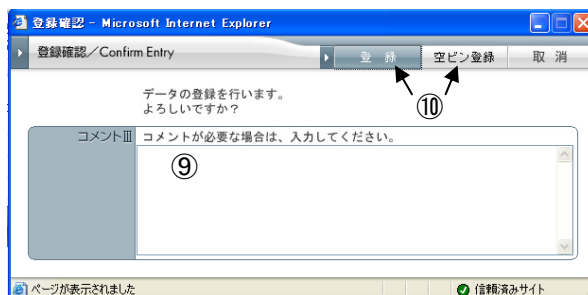 登録確認 - Microsoft Internet Explorer
登録確認／Confirm Entry
登 録
空ビン登録
取 消
データの登録を行います。
よろしいですか？
⑩
コメントⅢ
コメントが必要な場合は、入力してください。
⑨
ページが表示されました
信頼済みサイト